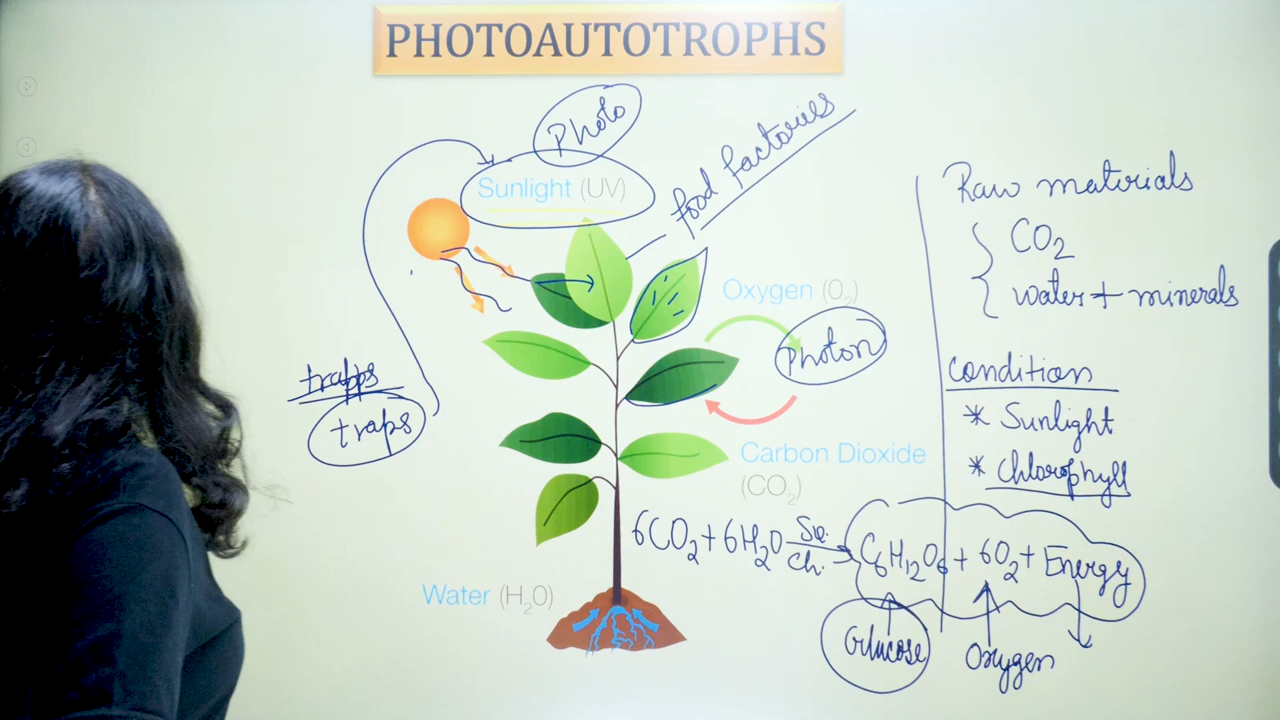 PHOTOAUTOTROPHS
Photo
Sunlight (UV)
food factories
Oxygen (O₂)
Photon
trapps
traps
Carbon Dioxide
(CO₂)
Water (H₂O)
Raw materials
CO₂
water + minerals
condition
* Sunlight
* Chlorophyll
6CO₂ + 6H₂O Su. Ch. → C₆H₁₂O₆ + 6O₂ + Energy
Glucose
Oxygen